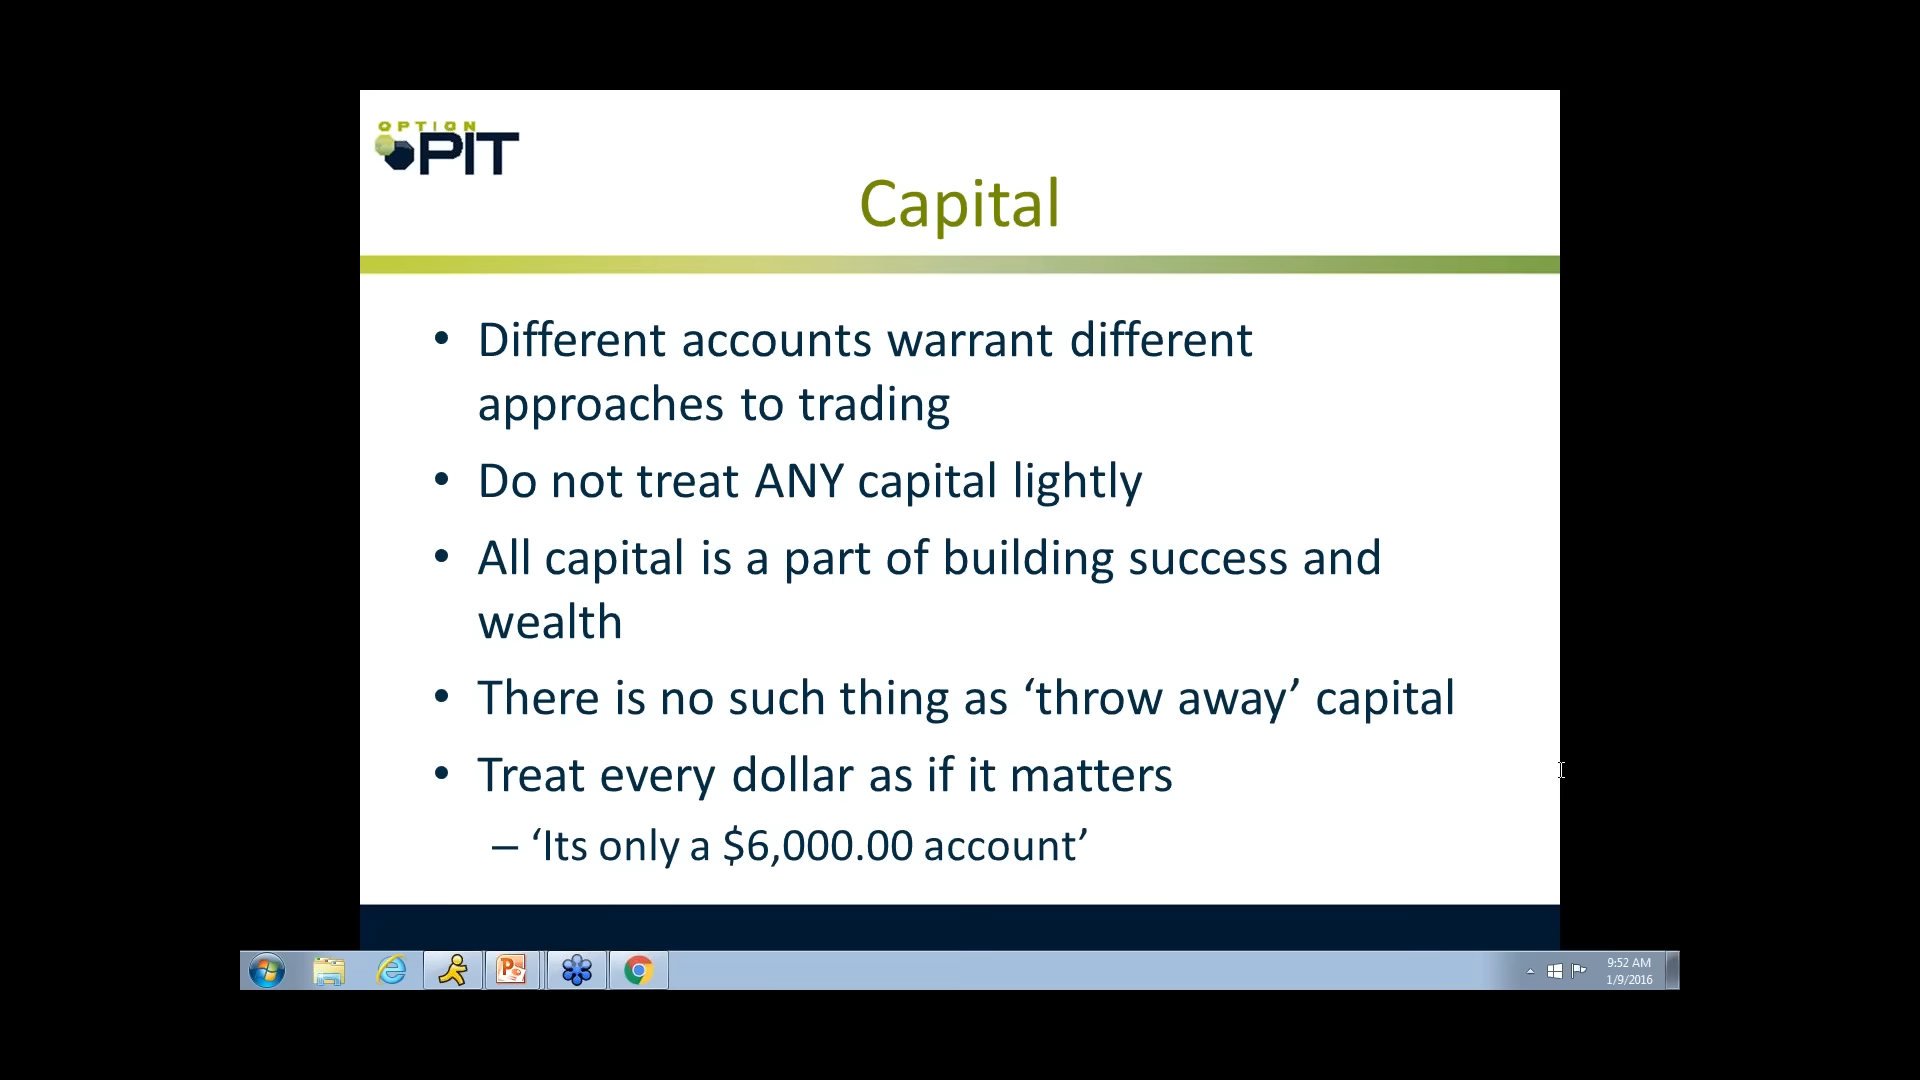 OPTION
PIT
Capital
• Different accounts warrant different
approaches to trading
• Do not treat ANY capital lightly
• All capital is a part of building success and
wealth
• There is no such thing as ‘throw away’ capital
• Treat every dollar as if it matters
– ‘Its only a $6,000.00 account’
9:52 AM
1/9/2016